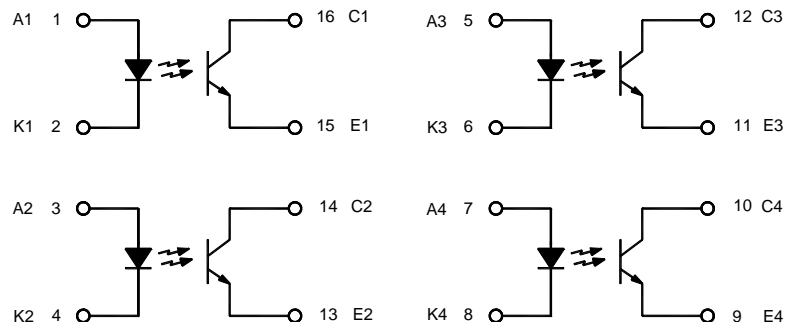 A1 1 16 C1 A3 5 12 C3
K1 2 15 E1 K3 6 11 E3
A2 3 14 C2 A4 7 10 C4
K2 4 13 E2 K4 8 9 E4